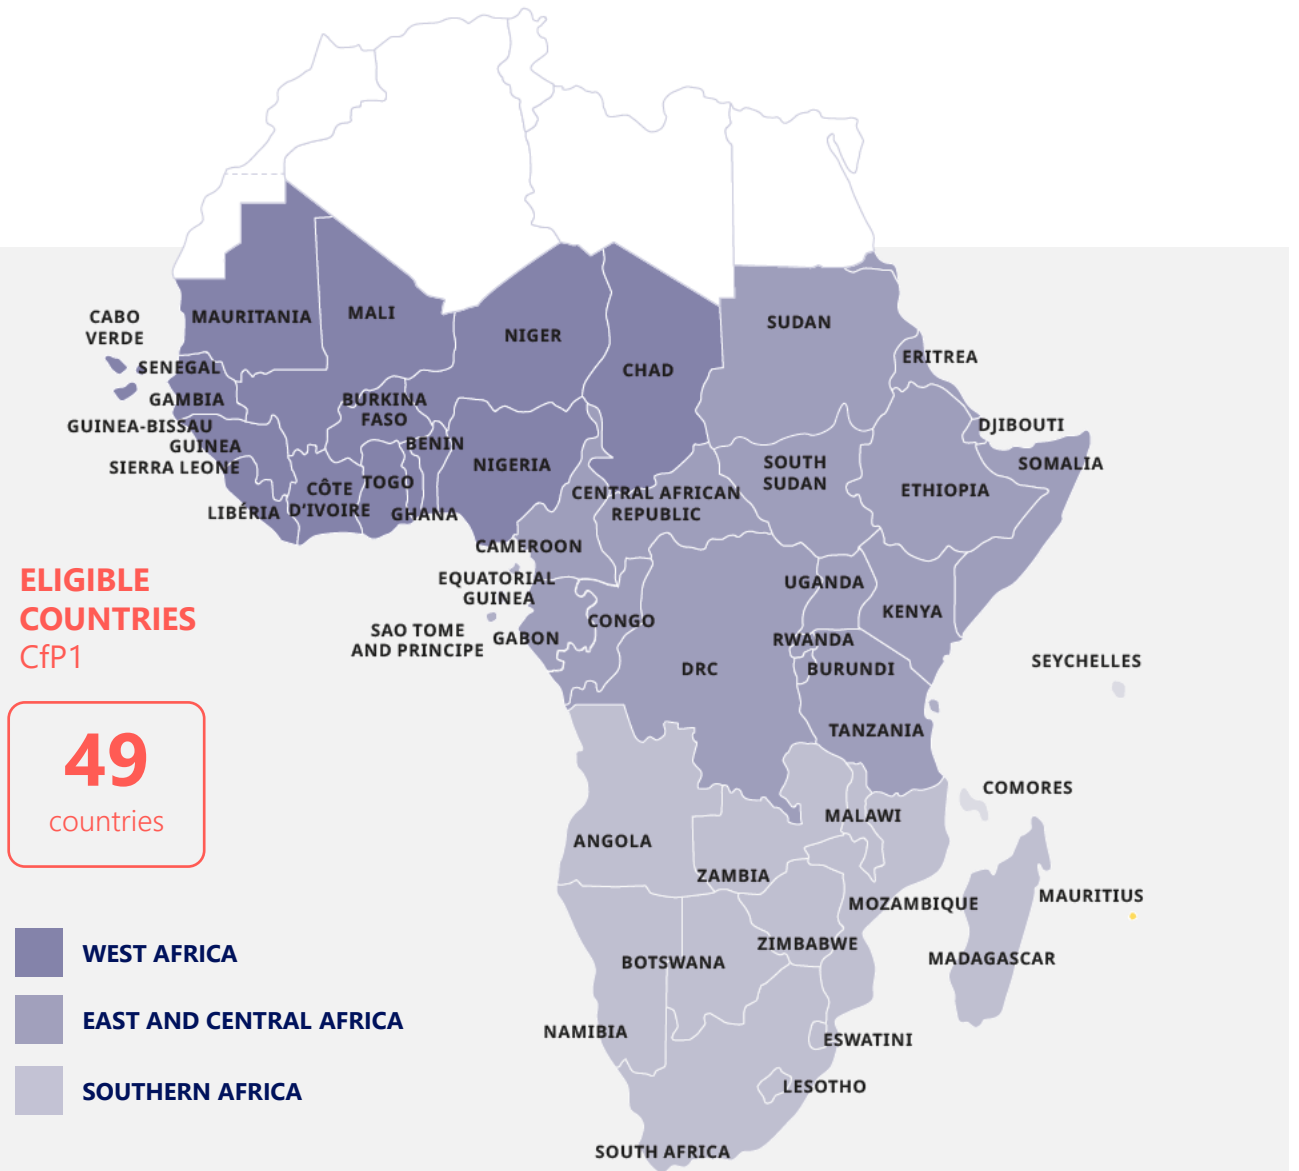 CABO
VERDE
MAURITANIA
MALI
NIGER
CHAD
SUDAN
ERITREA
SENEGAL
GAMBIA
BURKINA
FASO
GUINEA-BISSAU
GUINEA
SIERRA LEONE
BENIN
NIGERIA
TOGO
CÔTE
D'IVOIRE
LIBÉRIA
GHANA
DJIBOUTI
SOMALIA
SOUTH
SUDAN
ETHIOPIA
CENTRAL AFRICAN
REPUBLIC
CAMEROON
EQUATORIAL
GUINEA
SAO TOME
AND PRINCIPE
GABON
CONGO
UGANDA
KENYA
RWANDA
BURUNDI
DRC
TANZANIA
SEYCHELLES
COMORES
MALAWI
ANGOLA
ZAMBIA
MOZAMBIQUE
MAURITIUS
ZIMBABWE
BOTSWANA
MADAGASCAR
NAMIBIA
ESWATINI
LESOTHO
SOUTH AFRICA
ELIGIBLE
COUNTRIES
CfP1
49
countries
WEST AFRICA
EAST AND CENTRAL AFRICA
SOUTHERN AFRICA